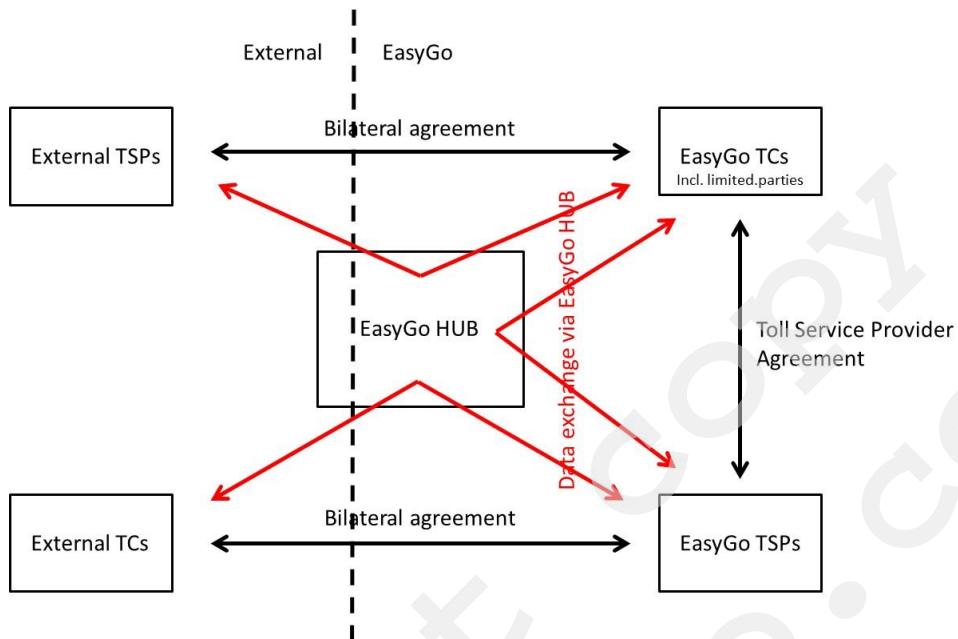 External
EasyGo
Bilateral agreement
External TSPs
EasyGo TCs
Incl. limited.parties
Data exchange via EasyGo HUB
EasyGo HUB
Toll Service Provider
Agreement
Bilateral agreement
External TCs
EasyGo TSPs
copy